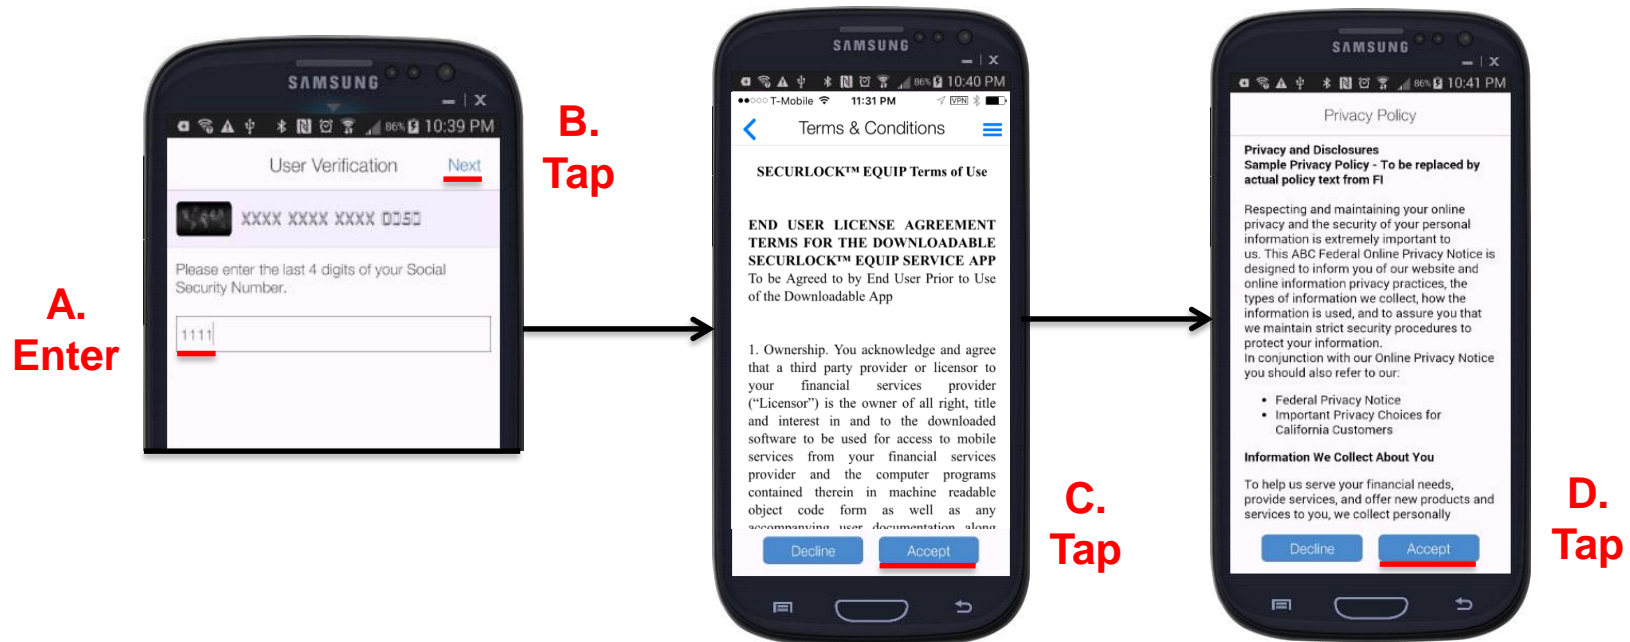 A.
Enter
SAMSUNG
86% 10:39 PM
User Verification Next
XXXX XXXX XXXX
Please enter the last 4 digits of your Social
Security Number.
1111
B.
Tap
SAMSUNG
86% 10:40 PM
T-Mobile 11:31 PM VPN
Terms & Conditions
SECURLOCK™ EQUIP Terms of Use
END USER LICENSE AGREEMENT
TERMS FOR THE DOWNLOADABLE
SECURLOCK™ EQUIP SERVICE APP
To be Agreed to by End User Prior to Use
of the Downloadable App
1. Ownership. You acknowledge and agree
that a third party provider or licensor to
your financial services provider
(“Licensor”) is the owner of all right, title
and interest in and to the downloaded
software to be used for access to mobile
services from your financial services
provider and the computer programs
contained therein in machine readable
object code form as well as any
accompanying user documentation along
Decline Accept
C.
Tap
SAMSUNG
86% 10:41 PM
Privacy Policy
Privacy and Disclosures
Sample Privacy Policy - To be replaced by
actual policy text from FI
Respecting and maintaining your online
privacy and the security of your personal
information is extremely important to
us. This ABC Federal Online Privacy Notice is
designed to inform you of our website and
online information privacy practices, the
types of information we collect, how the
information is used, and to assure you that
we maintain strict security procedures to
protect your information.
In conjunction with our Online Privacy Notice
you should also refer to our:
• Federal Privacy Notice
• Important Privacy Choices for
California Customers
Information We Collect About You
To help us serve your financial needs,
provide services, and offer new products and
services to you, we collect personally
Decline Accept
D.
Tap